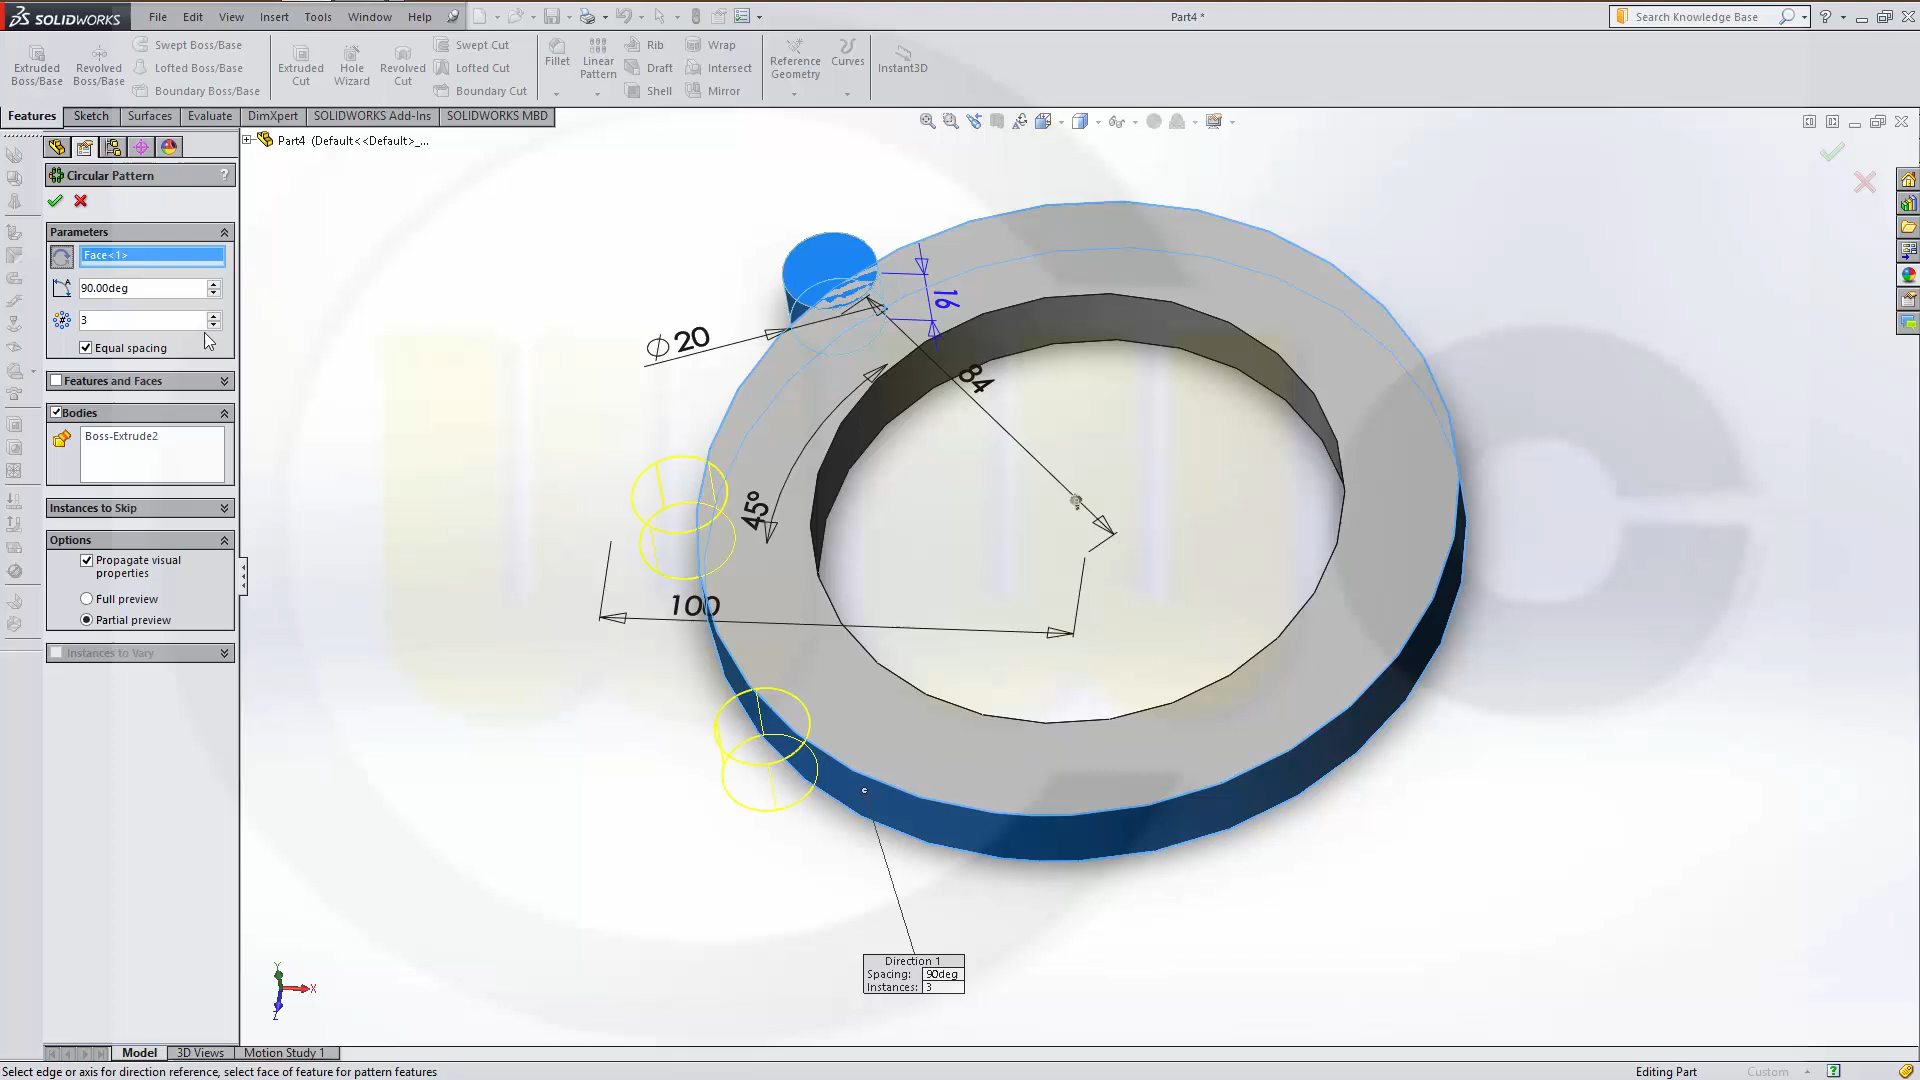 SOLIDWORKS File Edit View Insert Tools Window Help Part4 * Search Knowledge Base ?
Extruded Boss/Base
Revolved Boss/Base
Swept Boss/Base
Lofted Boss/Base
Boundary Boss/Base
Extruded Cut
Hole Wizard
Revolved Cut
Swept Cut
Lofted Cut
Boundary Cut
Fillet
Linear Pattern
Rib
Draft
Shell
Wrap
Intersect
Mirror
Reference Geometry
Curves
Instant3D
Features Sketch Surfaces Evaluate DimXpert SOLIDWORKS Add-Ins SOLIDWORKS MBD
Part4 (Default<<Default>_...
Circular Pattern ?
Parameters
Face<1>
90.00deg
3
Equal spacing
Features and Faces
Bodies
Boss-Extrude2
Instances to Skip
Options
Propagate visual
properties
Full preview
Partial preview
Instances to Vary
16
∅20
84
45°
100
Direction 1
Spacing: 90deg
Instances: 3
Y
X
Z
Model 3D Views Motion Study 1
Select edge or axis for direction reference, select face of feature for pattern features Editing Part Custom ?